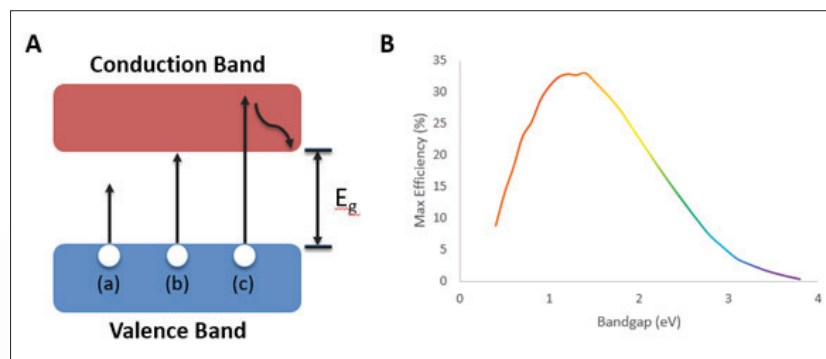 A
Conduction Band
E_g
(a) (b) (c)
Valence Band
B
Max Efficiency (%)
35
30
25
20
15
10
5
0
0 1 2 3 4
Bandgap (eV)